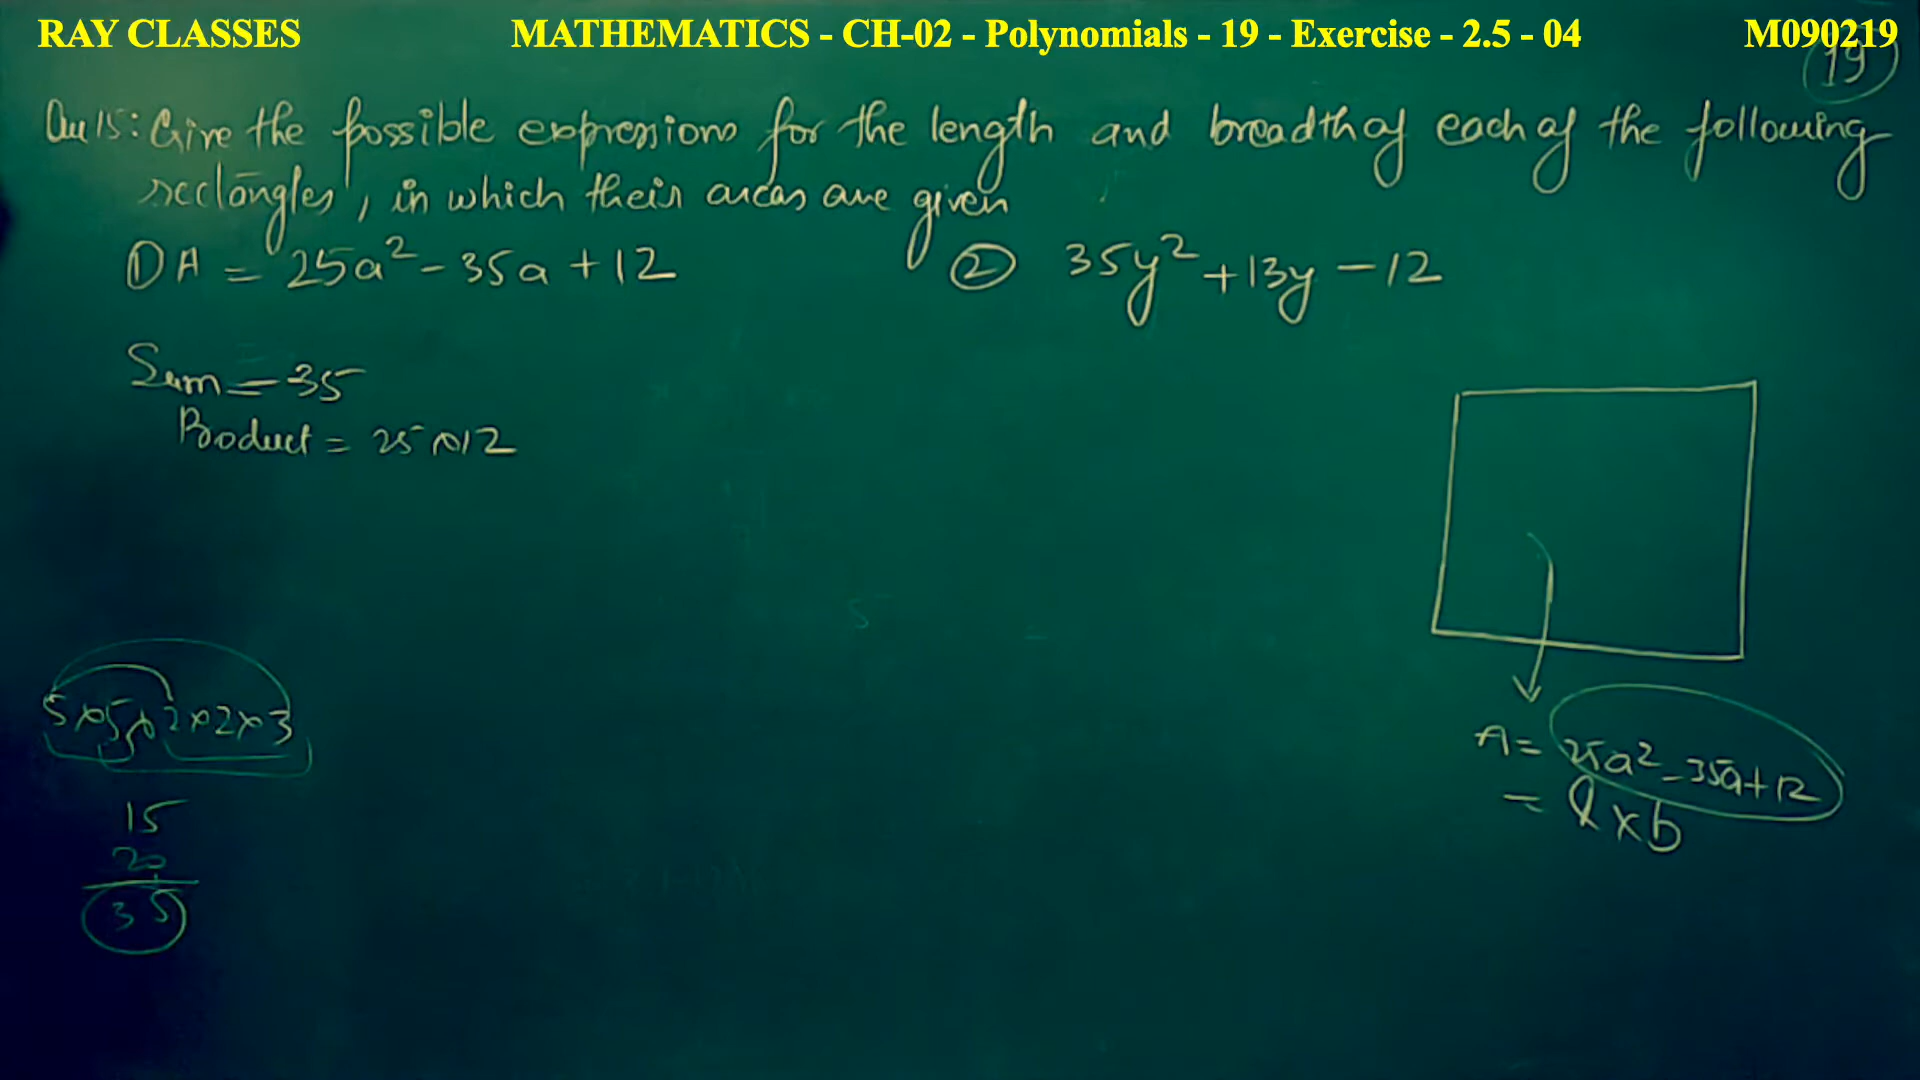 RAY CLASSES MATHEMATICS - CH-02 - Polynomials - 19 - Exercise - 2.5 - 04 M090219
19
Qu 15: Give the possible expressions for the length and breadth of each of the following
rectangles, in which their areas are given
① A = 25a² - 35a + 12 ② 35y² + 13y - 12
Sum = 35
Product = 25×12
5×5×2×2×3
15
20
35
A = 25a² - 35a + 12
= l × b